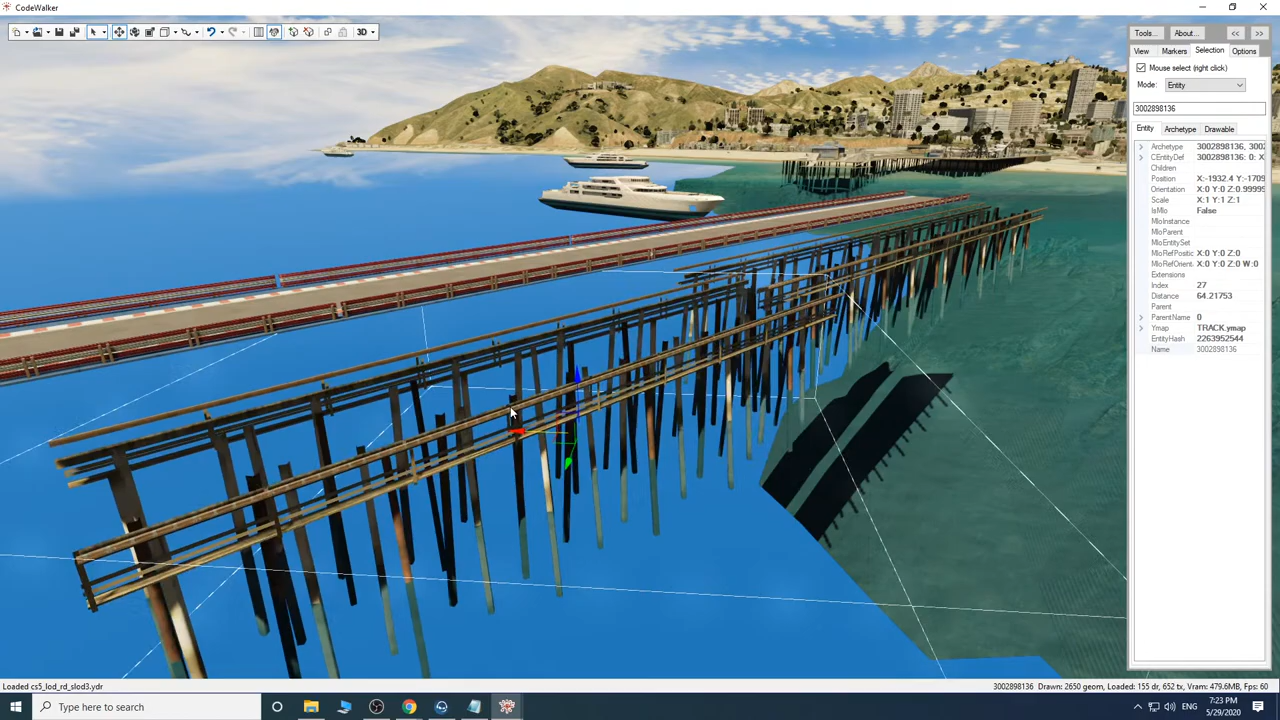 CodeWalker
3D
Tools...
About...
<<
>>
View
Markers
Selection
Options
Mouse select (right click)
Mode:
Entity
3002898136
Entity
Archetype
Drawable
Archetype 3002898136, 3002
CEntityDef 3002898136: 0: X
Children
Position X:-1932.4 Y:-1709
Orientation X:0 Y:0 Z:0.99999
Scale X:1 Y:1 Z:1
IsMlo False
MloInstance
MloParent
MloEntitySet
MloRefPositic X:0 Y:0 Z:0
MloRefOrient X:0 Y:0 Z:0 W:0
Extensions
Index 27
Distance 64.21753
Parent
ParentName 0
Ymap TRACK.ymap
EntityHash 2263952544
Name 3002898136
Loaded cs5_lod_rd_slod3.ydr
3002898136 Drawn: 2650 geom, Loaded: 155 dr, 652 tx, Vram: 479.6MB, Fps: 60
Type here to search
ENG
7:23 PM
5/29/2020